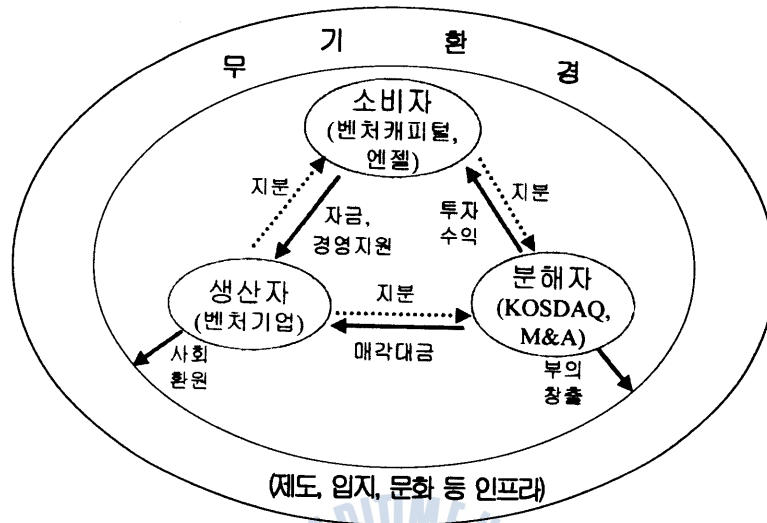 무 기 환 경
소비자
(벤처캐피털,
엔젤)
지분
자금,
경영지원
투자
수익
지분
생산자
(벤처기업)
지분
매각대금
분해자
(KOSDAQ,
M&A)
사회
환원
부의
창출
(제도, 입지, 문화 등 인프라)